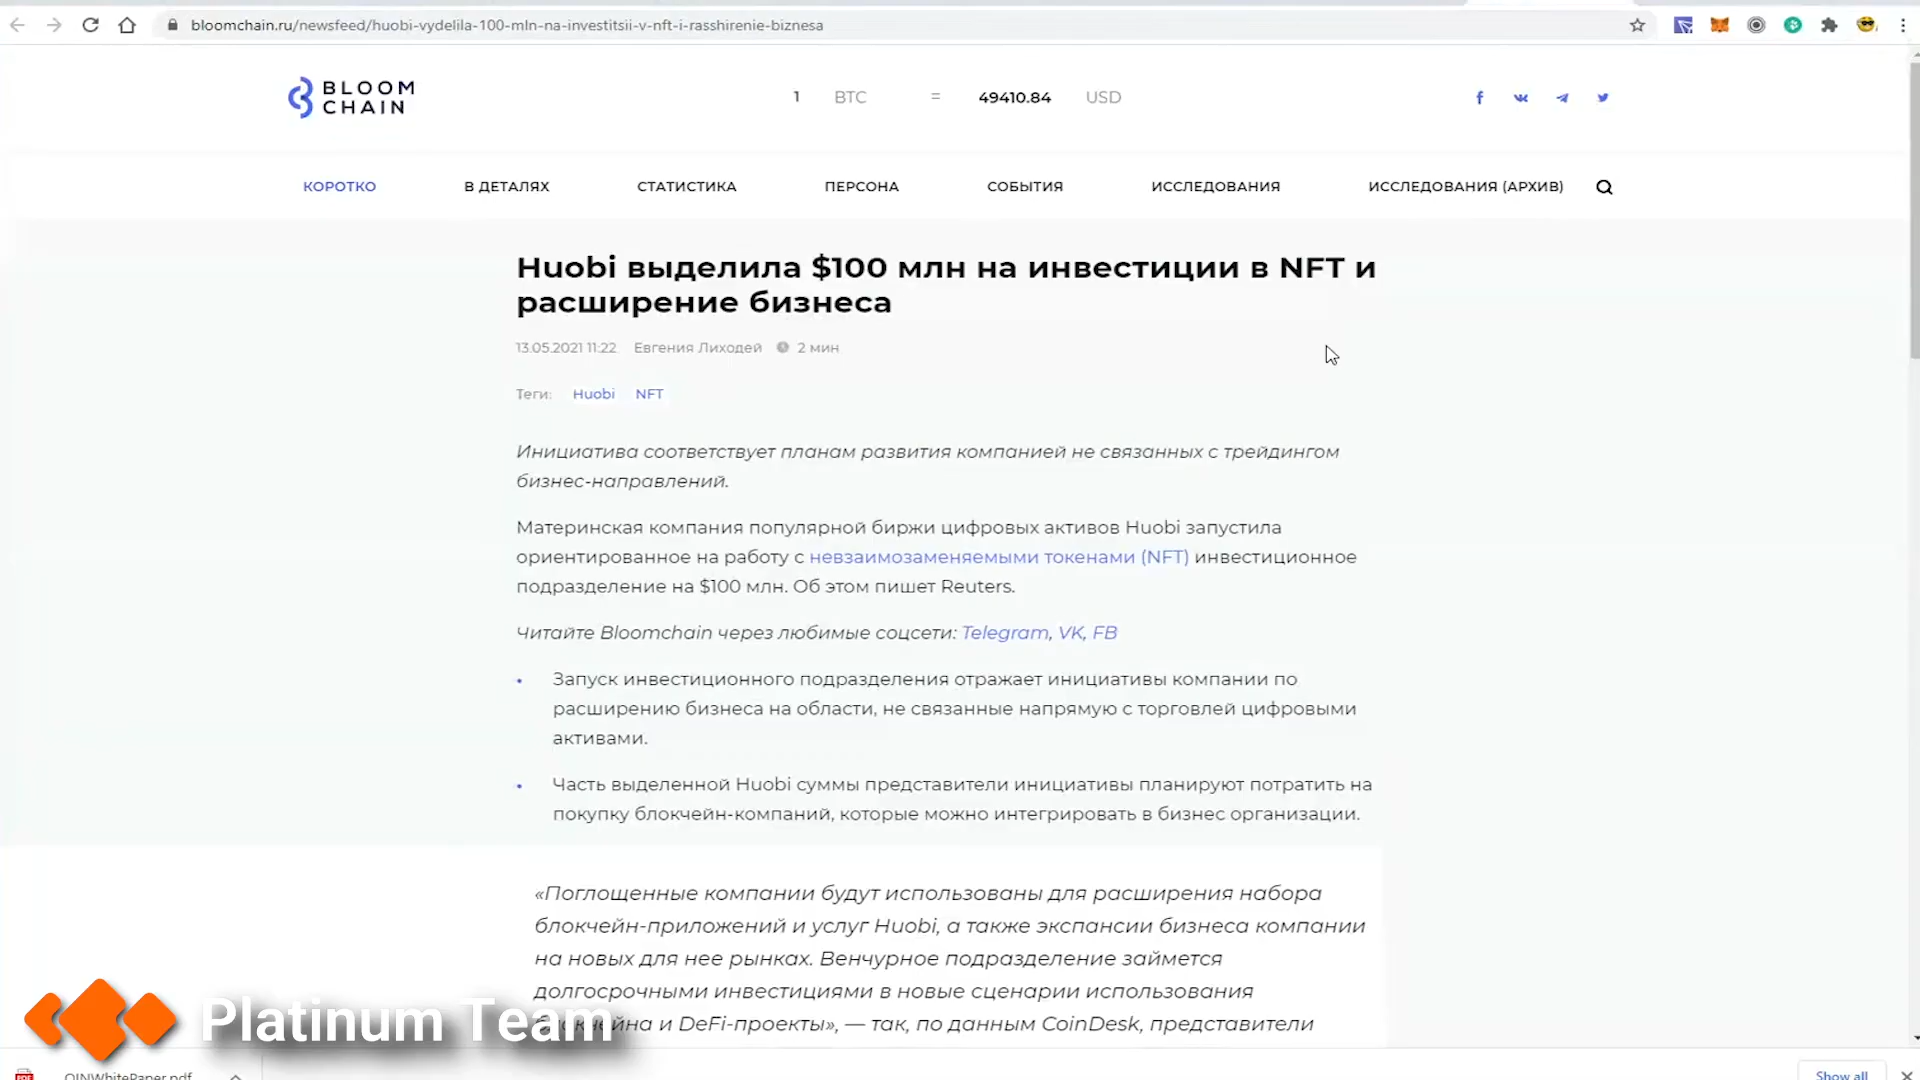 bloomchain.ru/newsfeed/huobi-vydelila-100-mln-na-investitsii-v-nft-i-rasshirenie-biznesa
BLOOM
CHAIN
1 BTC = 49410.84 USD
КОРОТКО В ДЕТАЛЯХ СТАТИСТИКА ПЕРСОНА СОБЫТИЯ ИССЛЕДОВАНИЯ ИССЛЕДОВАНИЯ (АРХИВ)
Huobi выделила $100 млн на инвестиции в NFT и
расширение бизнеса
13.05.2021 11:22 Евгения Лиходей 2 мин
Теги: Huobi NFT
Инициатива соответствует планам развития компанией не связанных с трейдингом
бизнес-направлений.
Материнская компания популярной биржи цифровых активов Huobi запустила
ориентированное на работу с невзаимозаменяемыми токенами (NFT) инвестиционное
подразделение на $100 млн. Об этом пишет Reuters.
Читайте Bloomchain через любимые соцсети: Telegram, VK, FB
• Запуск инвестиционного подразделения отражает инициативы компании по
расширению бизнеса на области, не связанные напрямую с торговлей цифровыми
активами.
• Часть выделенной Huobi суммы представители инициативы планируют потратить на
покупку блокчейн-компаний, которые можно интегрировать в бизнес организации.
«Поглощенные компании будут использованы для расширения набора
блокчейн-приложений и услуг Huobi, а также экспансии бизнеса компании
на новых для нее рынках. Венчурное подразделение займется
долгосрочными инвестициями в новые сценарии использования
блокчейна и DeFi-проекты», — так, по данным CoinDesk, представители
Platinum Team
QINWhitePaper.pdf
Show all